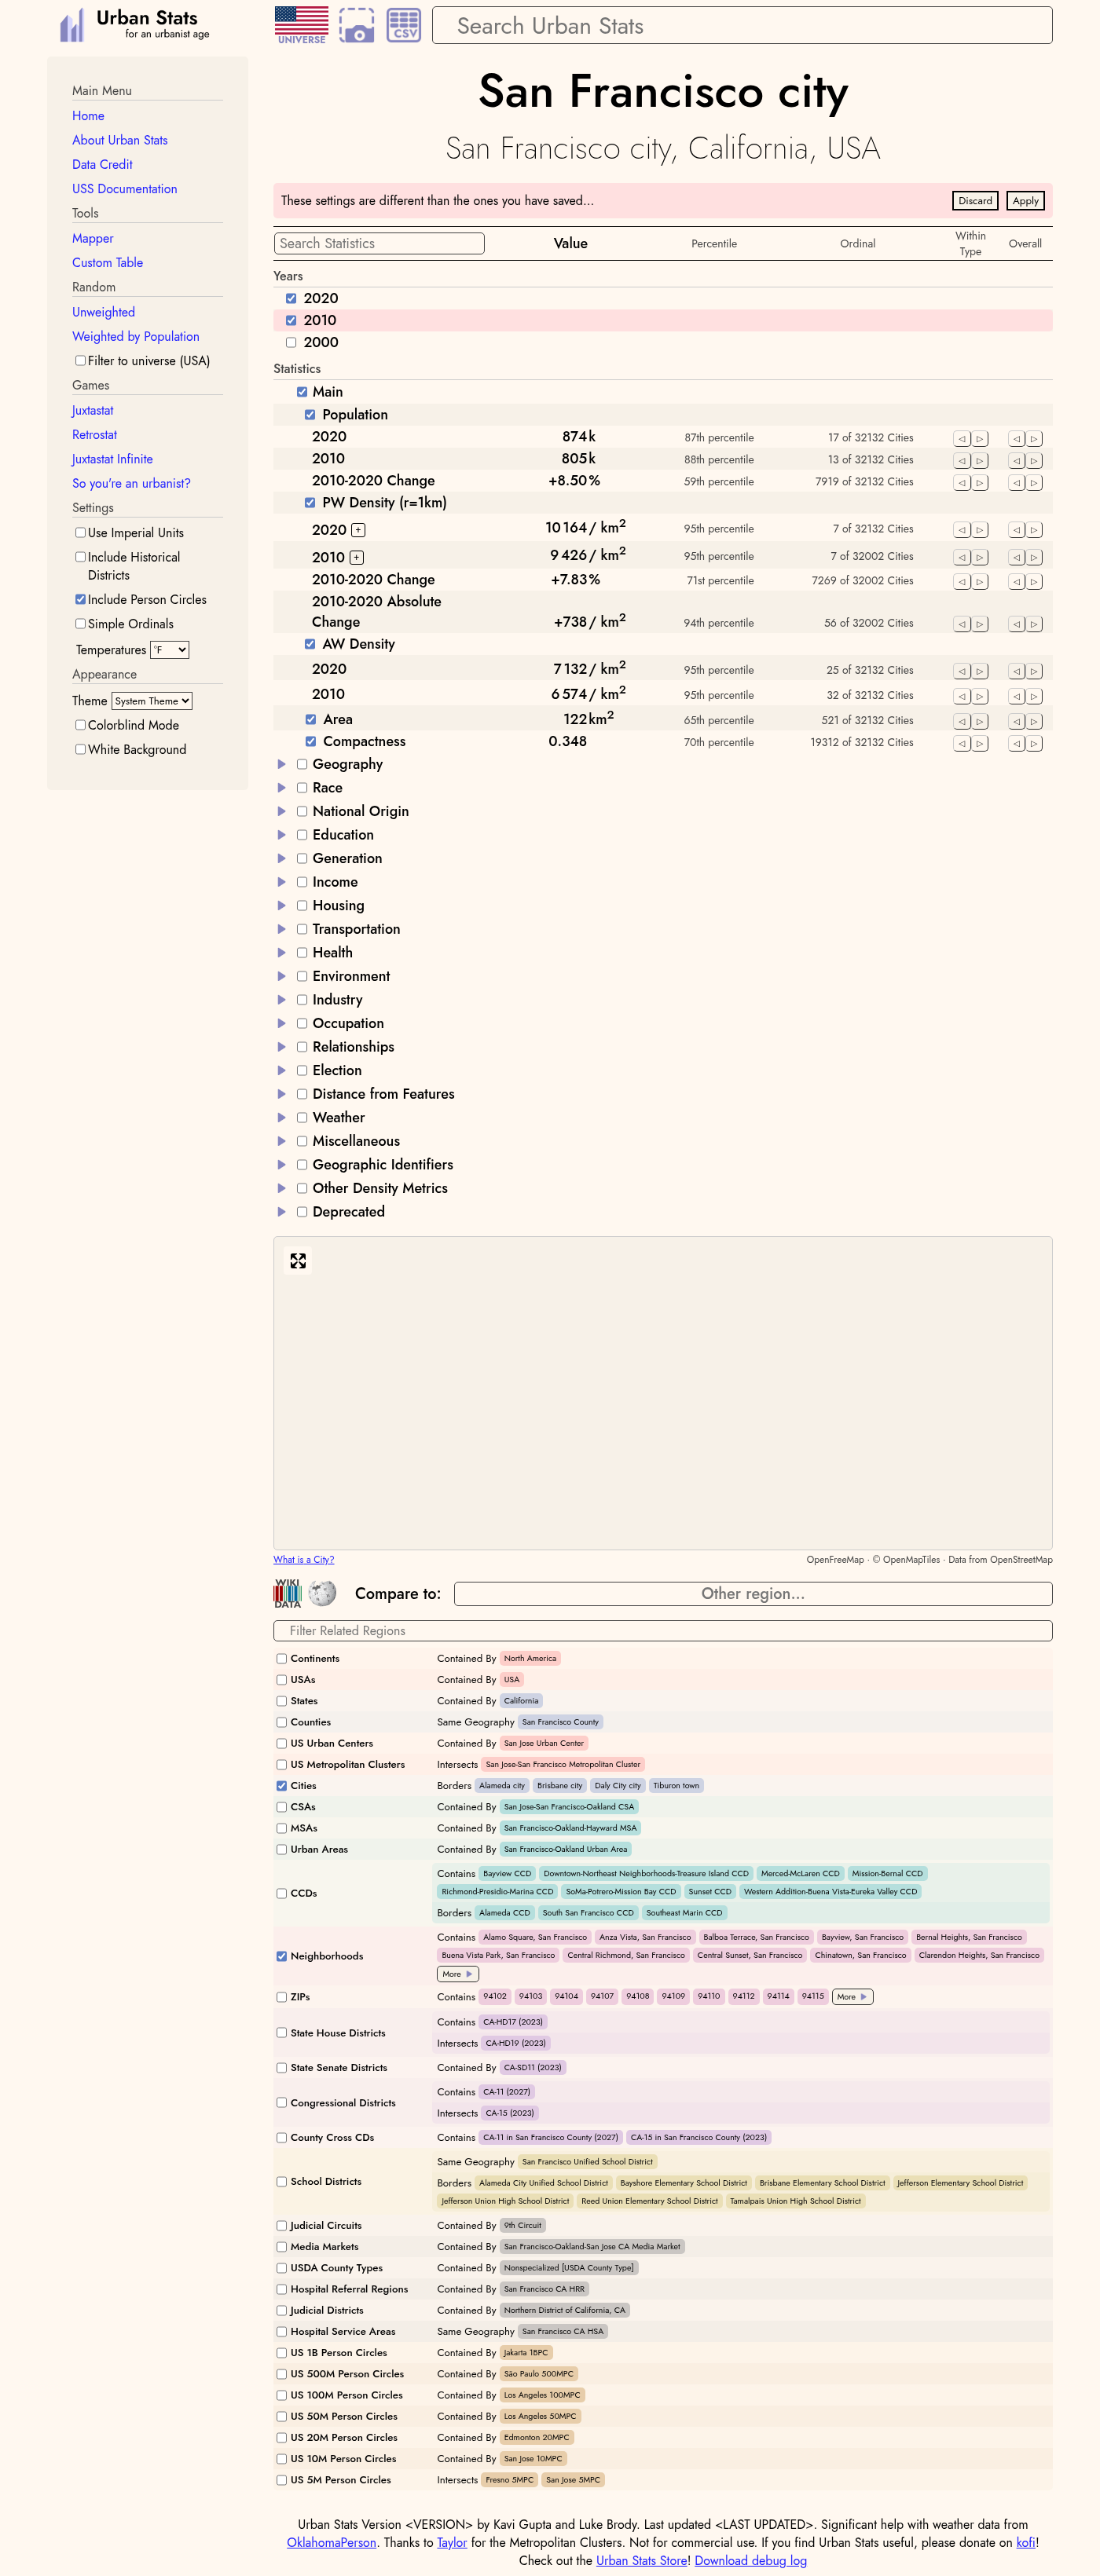 Urban Stats
for an urbanist age
UNIVERSE
CSV
Search Urban Stats
Main Menu
Home
About Urban Stats
Data Credit
USS Documentation
Tools
Mapper
Custom Table
Random
Unweighted
Weighted by Population
Filter to universe (USA)
Games
Juxtastat
Retrostat
Juxtastat Infinite
So you're an urbanist?
Settings
Use Imperial Units
Include Historical
Districts
Include Person Circles
Simple Ordinals
Temperatures °F
Appearance
Theme System Theme
Colorblind Mode
White Background
San Francisco city
San Francisco city, California, USA
These settings are different than the ones you have saved... Discard Apply
Search Statistics Value Percentile Ordinal Within Type Overall
Years
2020
2010
2000
Statistics
Main
Population
2020 874k 87th percentile 17 of 32132 Cities
2010 805k 88th percentile 13 of 32132 Cities
2010-2020 Change +8.50% 59th percentile 7919 of 32132 Cities
PW Density (r=1km)
2020 + 10 164 / km2 95th percentile 7 of 32132 Cities
2010 + 9 426 / km2 95th percentile 7 of 32002 Cities
2010-2020 Change +7.83% 71st percentile 7269 of 32002 Cities
2010-2020 Absolute
Change +738 / km2 94th percentile 56 of 32002 Cities
AW Density
2020 7 132 / km2 95th percentile 25 of 32132 Cities
2010 6 574 / km2 95th percentile 32 of 32132 Cities
Area 122 km2 65th percentile 521 of 32132 Cities
Compactness 0.348 70th percentile 19312 of 32132 Cities
Geography
Race
National Origin
Education
Generation
Income
Housing
Transportation
Health
Environment
Industry
Occupation
Relationships
Election
Distance from Features
Weather
Miscellaneous
Geographic Identifiers
Other Density Metrics
Deprecated
What is a City? OpenFreeMap · © OpenMapTiles · Data from OpenStreetMap
WIKI
DATA
Compare to: Other region...
Filter Related Regions
Continents Contained By North America
USAs Contained By USA
States Contained By California
Counties Same Geography San Francisco County
US Urban Centers Contained By San Jose Urban Center
US Metropolitan Clusters Intersects San Jose-San Francisco Metropolitan Cluster
Cities Borders Alameda city Brisbane city Daly City city Tiburon town
CSAs Contained By San Jose-San Francisco-Oakland CSA
MSAs Contained By San Francisco-Oakland-Hayward MSA
Urban Areas Contained By San Francisco-Oakland Urban Area
CCDs
Contains Bayview CCD Downtown-Northeast Neighborhoods-Treasure Island CCD Merced-McLaren CCD Mission-Bernal CCD
Richmond-Presidio-Marina CCD SoMa-Potrero-Mission Bay CCD Sunset CCD Western Addition-Buena Vista-Eureka Valley CCD
Borders Alameda CCD South San Francisco CCD Southeast Marin CCD
Neighborhoods
Contains Alamo Square, San Francisco Anza Vista, San Francisco Balboa Terrace, San Francisco Bayview, San Francisco Bernal Heights, San Francisco
Buena Vista Park, San Francisco Central Richmond, San Francisco Central Sunset, San Francisco Chinatown, San Francisco Clarendon Heights, San Francisco
More
ZIPs Contains 94102 94103 94104 94107 94108 94109 94110 94112 94114 94115 More
State House Districts
Contains CA-HD17 (2023)
Intersects CA-HD19 (2023)
State Senate Districts Contained By CA-SD11 (2023)
Congressional Districts
Contains CA-11 (2027)
Intersects CA-15 (2023)
County Cross CDs Contains CA-11 in San Francisco County (2027) CA-15 in San Francisco County (2023)
School Districts
Same Geography San Francisco Unified School District
Borders Alameda City Unified School District Bayshore Elementary School District Brisbane Elementary School District Jefferson Elementary School District
Jefferson Union High School District Reed Union Elementary School District Tamalpais Union High School District
Judicial Circuits Contained By 9th Circuit
Media Markets Contained By San Francisco-Oakland-San Jose CA Media Market
USDA County Types Contained By Nonspecialized [USDA County Type]
Hospital Referral Regions Contained By San Francisco CA HRR
Judicial Districts Contained By Northern District of California, CA
Hospital Service Areas Same Geography San Francisco CA HSA
US 1B Person Circles Contained By Jakarta 1BPC
US 500M Person Circles Contained By São Paulo 500MPC
US 100M Person Circles Contained By Los Angeles 100MPC
US 50M Person Circles Contained By Los Angeles 50MPC
US 20M Person Circles Contained By Edmonton 20MPC
US 10M Person Circles Contained By San Jose 10MPC
US 5M Person Circles Intersects Fresno 5MPC San Jose 5MPC
Urban Stats Version <VERSION> by Kavi Gupta and Luke Brody. Last updated <LAST UPDATED>. Significant help with weather data from
OklahomaPerson. Thanks to Taylor for the Metropolitan Clusters. Not for commercial use. If you find Urban Stats useful, please donate on kofi!
Check out the Urban Stats Store! Download debug log